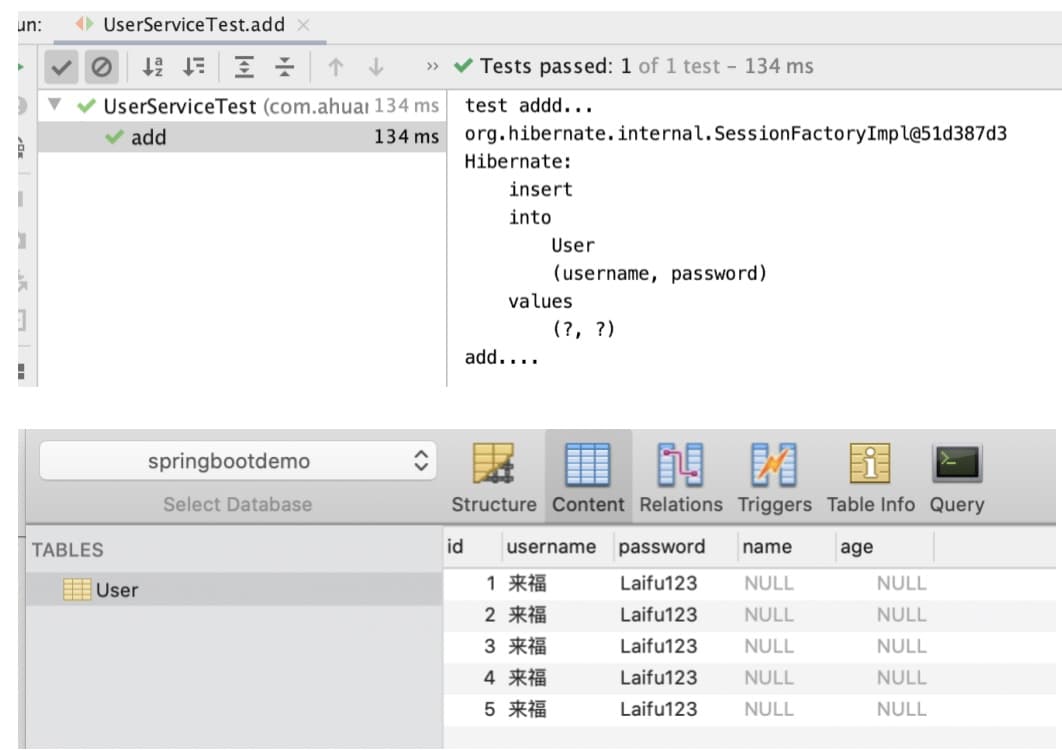 un: UserServiceTest.add
Tests passed: 1 of 1 test – 134 ms
UserServiceTest (com.ahuar 134 ms
add 134 ms
test addd...
org.hibernate.internal.SessionFactoryImpl@51d387d3
Hibernate:
insert
into
User
(username, password)
values
(?, ?)
add....
springbootdemo
Select Database
Structure Content Relations Triggers Table Info Query
TABLES
User
id username password name age
1 来福 Laifu123 NULL NULL
2 来福 Laifu123 NULL NULL
3 来福 Laifu123 NULL NULL
4 来福 Laifu123 NULL NULL
5 来福 Laifu123 NULL NULL